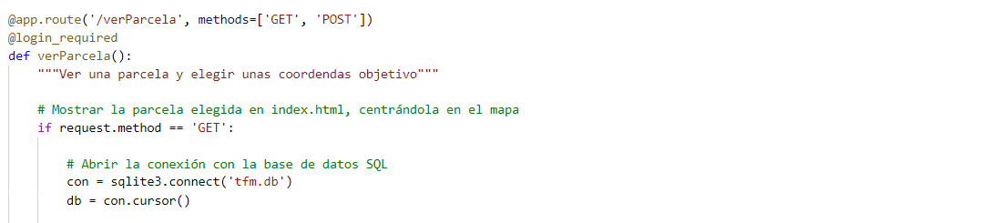 @app.route('/verParcela', methods=['GET', 'POST'])
@login_required
def verParcela():
"""Ver una parcela y elegir unas coordendas objetivo"""
# Mostrar la parcela elegida en index.html, centrándola en el mapa
if request.method == 'GET':
# Abrir la conexión con la base de datos SQL
con = sqlite3.connect('tfm.db')
db = con.cursor()